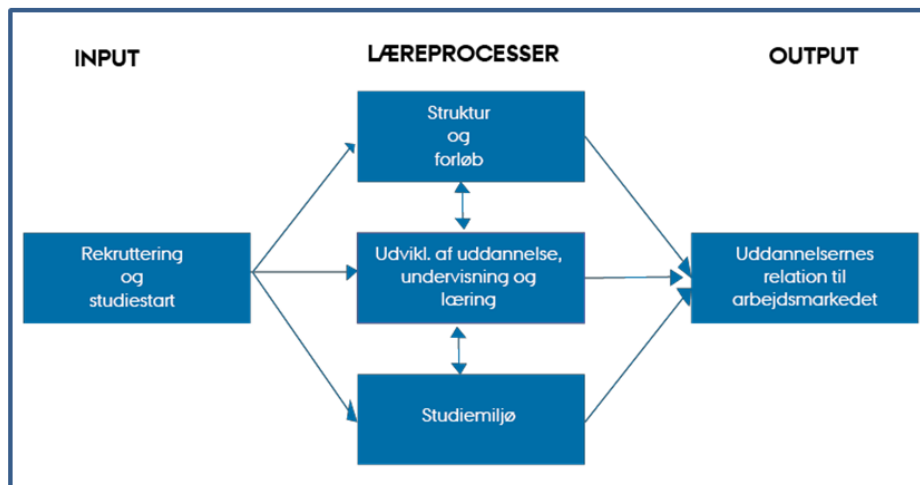 INPUT
LÆREPROCESSER
OUTPUT
Struktur
og
forløb
Rekruttering
og
studiestart
Udvikl. af uddannelse,
undervisning og
læring
Uddannelsernes
relation til
arbejdsmarkedet
Studiemiljø